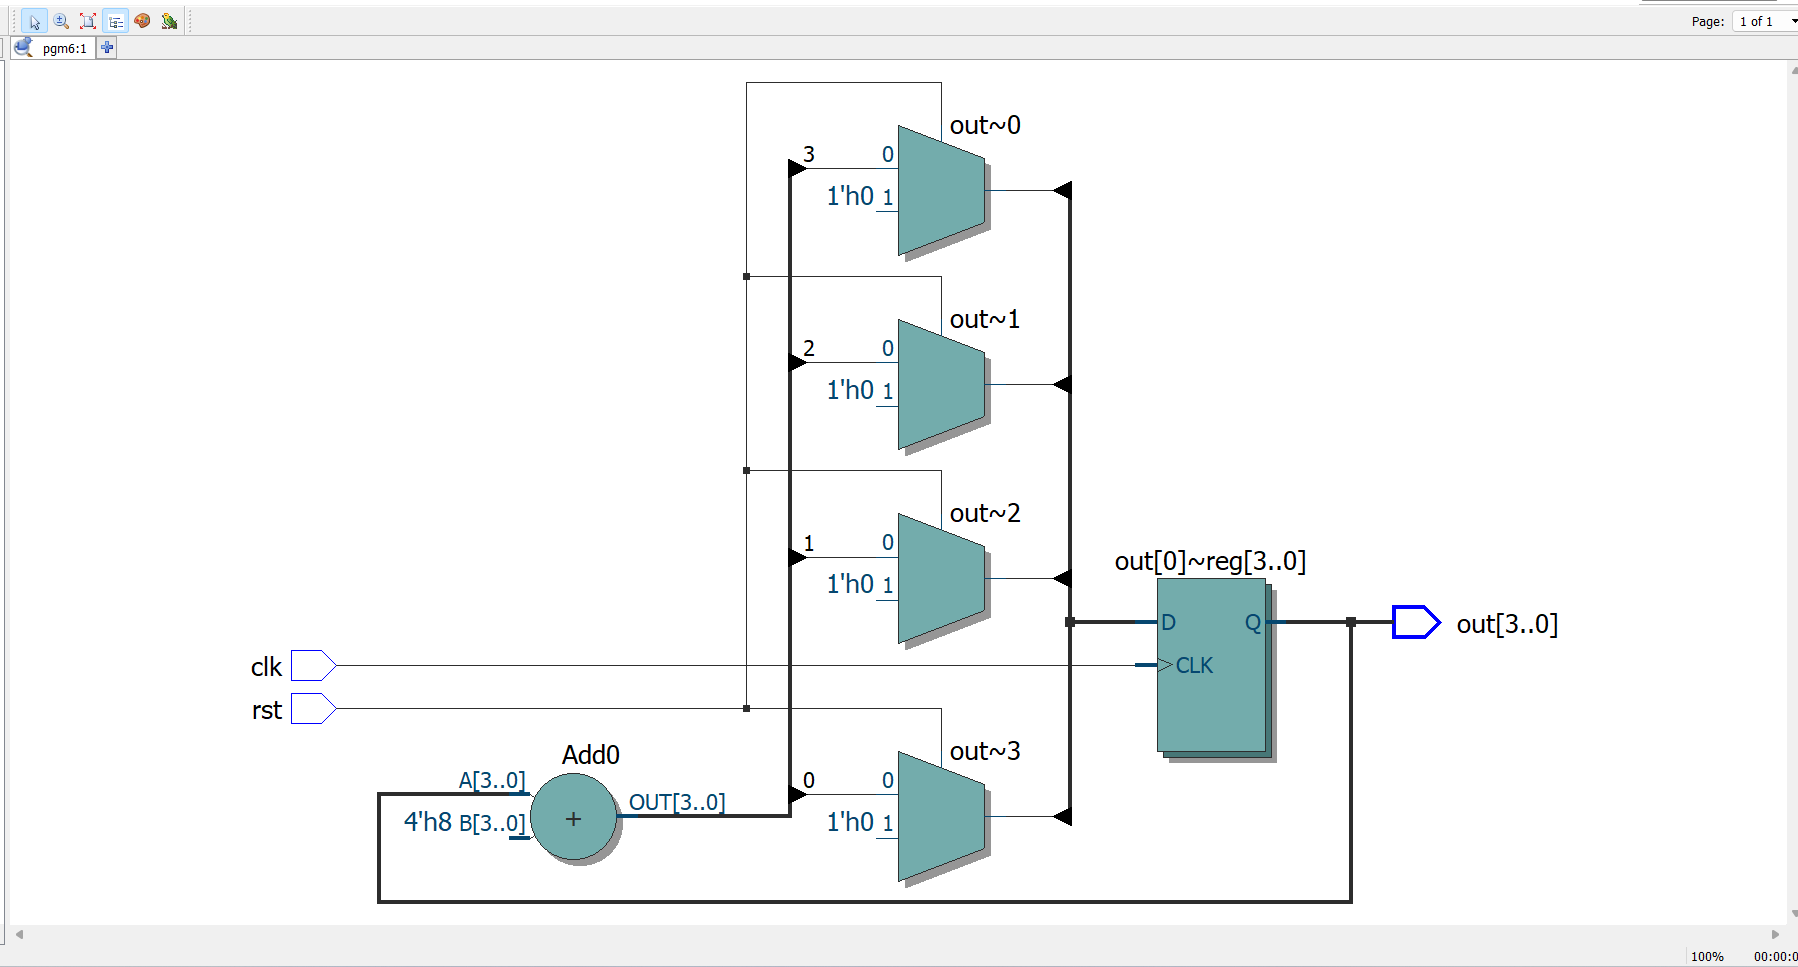 Page: 1 of 1
pgm6:1
out~0
3 0
1'h0 1
out~1
2 0
1'h0 1
out~2
1 0
1'h0 1
out[0]~reg[3..0]
D Q
out[3..0]
clk
CLK
rst
Add0
out~3
A[3..0]
0 0
OUT[3..0]
4'h8 B[3..0]
+
1'h0 1
100% 00:00:0